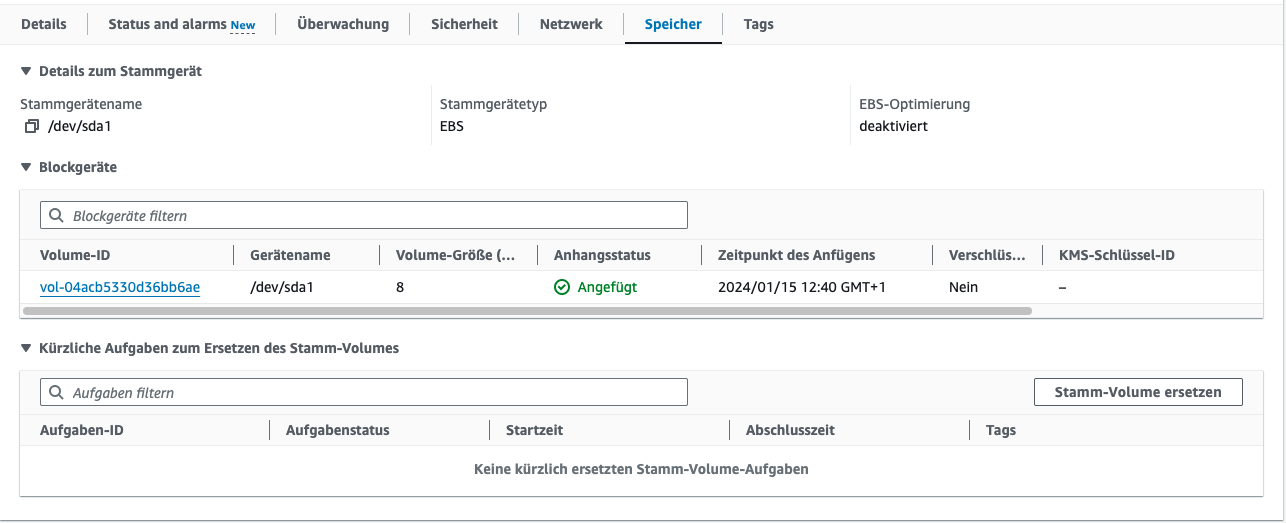 Details Status and alarms New Überwachung Sicherheit Netzwerk Speicher Tags
Details zum Stammgerät
Stammgerätename Stammgerätetyp EBS-Optimierung
/dev/sda1 EBS deaktiviert
Blockgeräte
Blockgeräte filtern
Volume-ID Gerätename Volume-Größe (... Anhangsstatus Zeitpunkt des Anfügens Verschlüs... KMS-Schlüssel-ID
vol-04acb5330d36bb6ae /dev/sda1 8 Angefügt 2024/01/15 12:40 GMT+1 Nein –
Kürzliche Aufgaben zum Ersetzen des Stamm-Volumes
Aufgaben filtern Stamm-Volume ersetzen
Aufgaben-ID Aufgabenstatus Startzeit Abschlusszeit Tags
Keine kürzlich ersetzten Stamm-Volume-Aufgaben